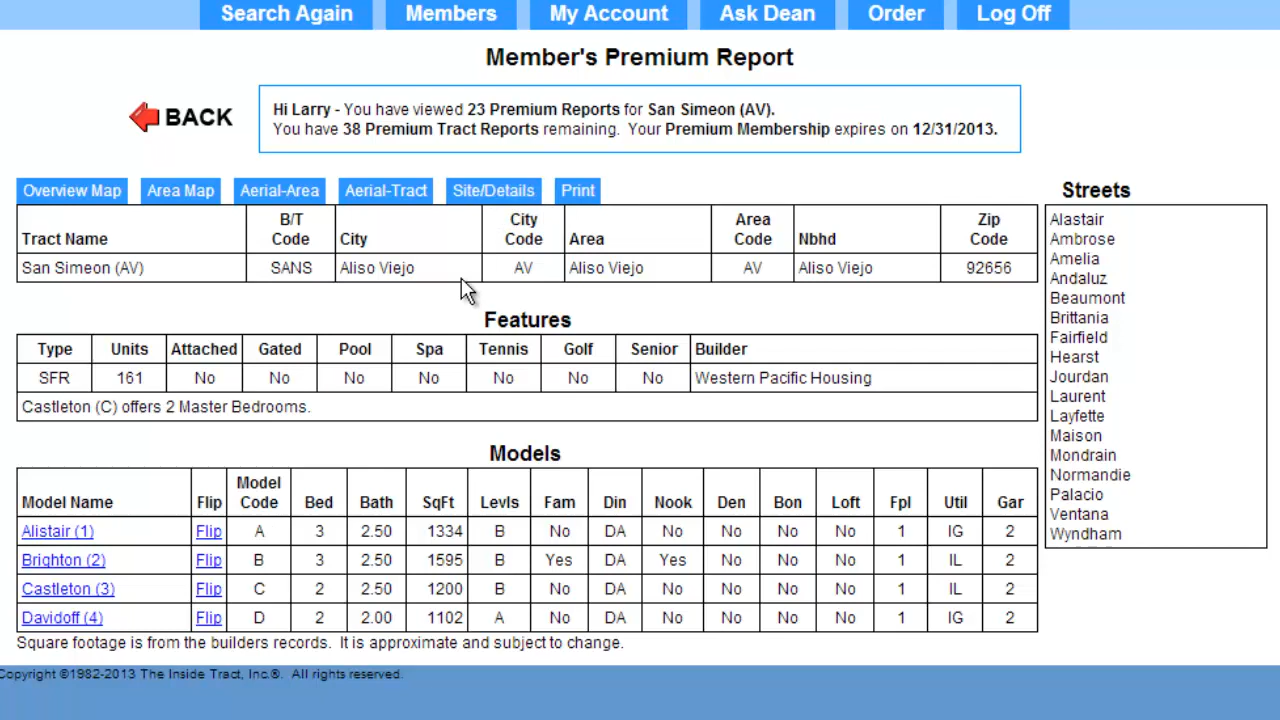 Search Again Members My Account Ask Dean Order Log Off
Member's Premium Report
BACK
Hi Larry - You have viewed 23 Premium Reports for San Simeon (AV).
You have 38 Premium Tract Reports remaining. Your Premium Membership expires on 12/31/2013.
Overview Map Area Map Aerial-Area Aerial-Tract Site/Details Print
Tract Name B/T Code City City Code Area Area Code Nbhd Zip Code
San Simeon (AV) SANS Aliso Viejo AV Aliso Viejo AV Aliso Viejo 92656
Features
Type Units Attached Gated Pool Spa Tennis Golf Senior Builder
SFR 161 No No No No No No No Western Pacific Housing
Castleton (C) offers 2 Master Bedrooms.
Models
Model Name Flip Model Code Bed Bath SqFt Levls Fam Din Nook Den Bon Loft Fpl Util Gar
Alistair (1) Flip A 3 2.50 1334 B No DA No No No No 1 IG 2
Brighton (2) Flip B 3 2.50 1595 B Yes DA Yes No No No 1 IL 2
Castleton (3) Flip C 2 2.50 1200 B No DA No No No No 1 IL 2
Davidoff (4) Flip D 2 2.00 1102 A No DA No No No No 1 IG 2
Square footage is from the builders records. It is approximate and subject to change.
Streets
Alastair
Ambrose
Amelia
Andaluz
Beaumont
Brittania
Fairfield
Hearst
Jourdan
Laurent
Layfette
Maison
Mondrain
Normandie
Palacio
Ventana
Wyndham
Copyright ©1982-2013 The Inside Tract, Inc.®. All rights reserved.